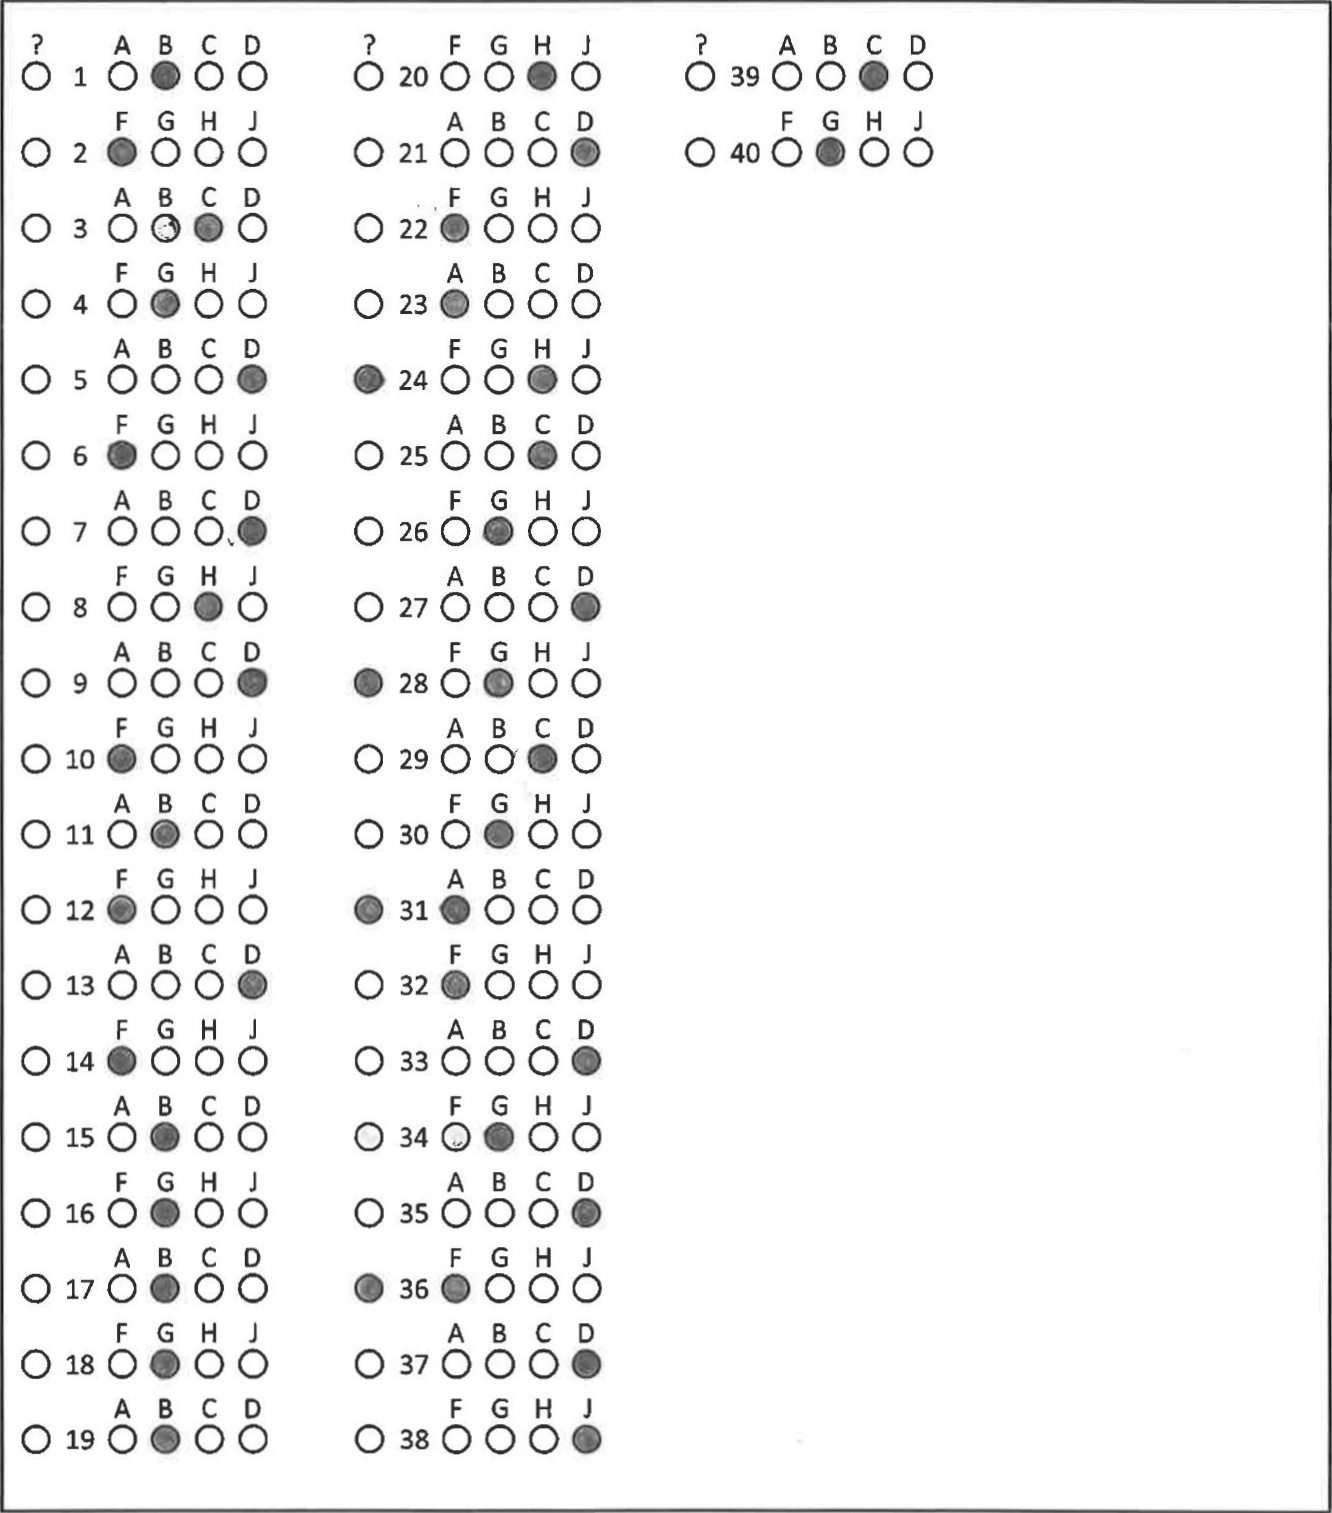 ? A B C D
1
F G H J
2
A B C D
3
F G H J
4
A B C D
5
F G H J
6
A B C D
7
F G H J
8
A B C D
9
F G H J
10
A B C D
11
F G H J
12
A B C D
13
F G H J
14
A B C D
15
F G H J
16
A B C D
17
F G H J
18
A B C D
19
? F G H J
20
A B C D
21
F G H J
22
A B C D
23
F G H J
24
A B C D
25
F G H J
26
A B C D
27
F G H J
28
A B C D
29
F G H J
30
A B C D
31
F G H J
32
A B C D
33
F G H J
34
A B C D
35
F G H J
36
A B C D
37
F G H J
38
? A B C D
39
F G H J
40